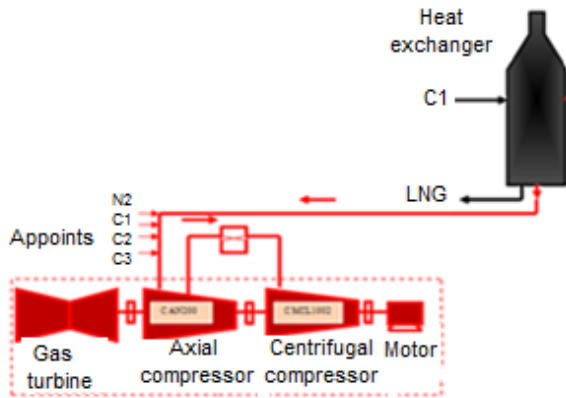 Heat
exchanger
C1
LNG
N2
C1
C2
C3
Appoints
Gas
turbine
Axial
compressor
Centrifugal
compressor
Motor